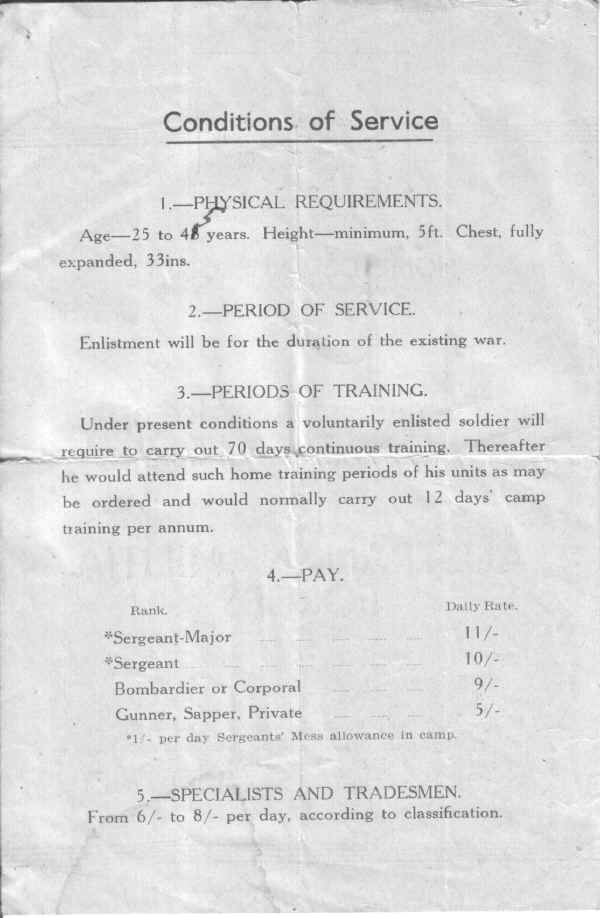 Conditions of Service
1.—PHYSICAL REQUIREMENTS.
Age—25 to 48 years. Height—minimum, 5ft. Chest, fully
expanded, 33ins.
2.—PERIOD OF SERVICE.
Enlistment will be for the duration of the existing war.
3.—PERIODS OF TRAINING.
Under present conditions a voluntarily enlisted soldier will
require to carry out 70 days continuous training. Thereafter
he would attend such home training periods of his units as may
be ordered and would normally carry out 12 days' camp
training per annum.
4.—PAY.
Rank. Daily Rate.
*Sergeant-Major .... .... .... .... 11/-
*Sergeant .... .... .... .... .... 10/-
Bombardier or Corporal .... .... .... 9/-
Gunner, Sapper, Private .... .... .... 5/-
*1/- per day Sergeants' Mess allowance in camp.
5.—SPECIALISTS AND TRADESMEN.
From 6/- to 8/- per day, according to classification.